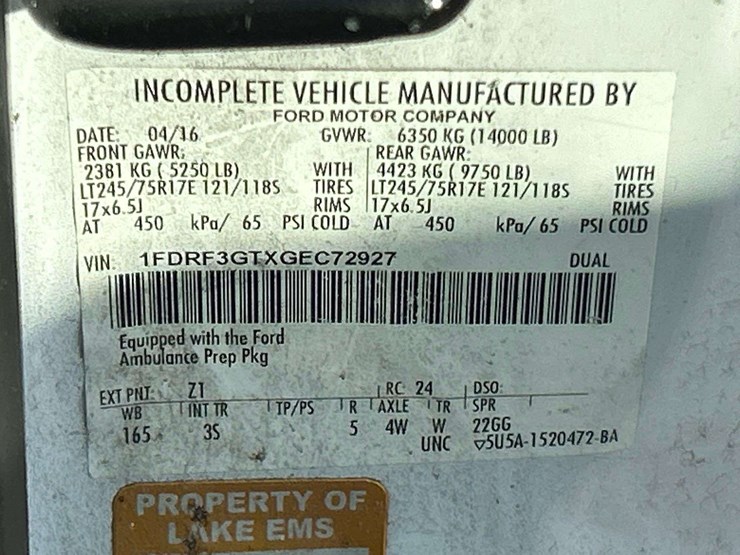 INCOMPLETE VEHICLE MANUFACTURED BY
FORD MOTOR COMPANY
DATE: 04/16 GVWR: 6350 KG (14000 LB)
FRONT GAWR: REAR GAWR:
2381 KG ( 5250 LB) WITH 4423 KG ( 9750 LB) WITH
LT245/75R17E 121/118S TIRES LT245/75R17E 121/118S TIRES
17x6.5J RIMS 17x6.5J RIMS
AT 450 kPa/ 65 PSI COLD AT 450 kPa/ 65 PSI COLD
VIN: 1FDRF3GTXGEC72927 DUAL
Equipped with the Ford
Ambulance Prep Pkg
EXT PNT: Z1 RC: 24 DSO:
WB INT TR TP/PS R AXLE TR SPR
165 3S 5 4W W 22GG
UNC ▽5U5A-1520472-BA
PROPERTY OF
LAKE EMS